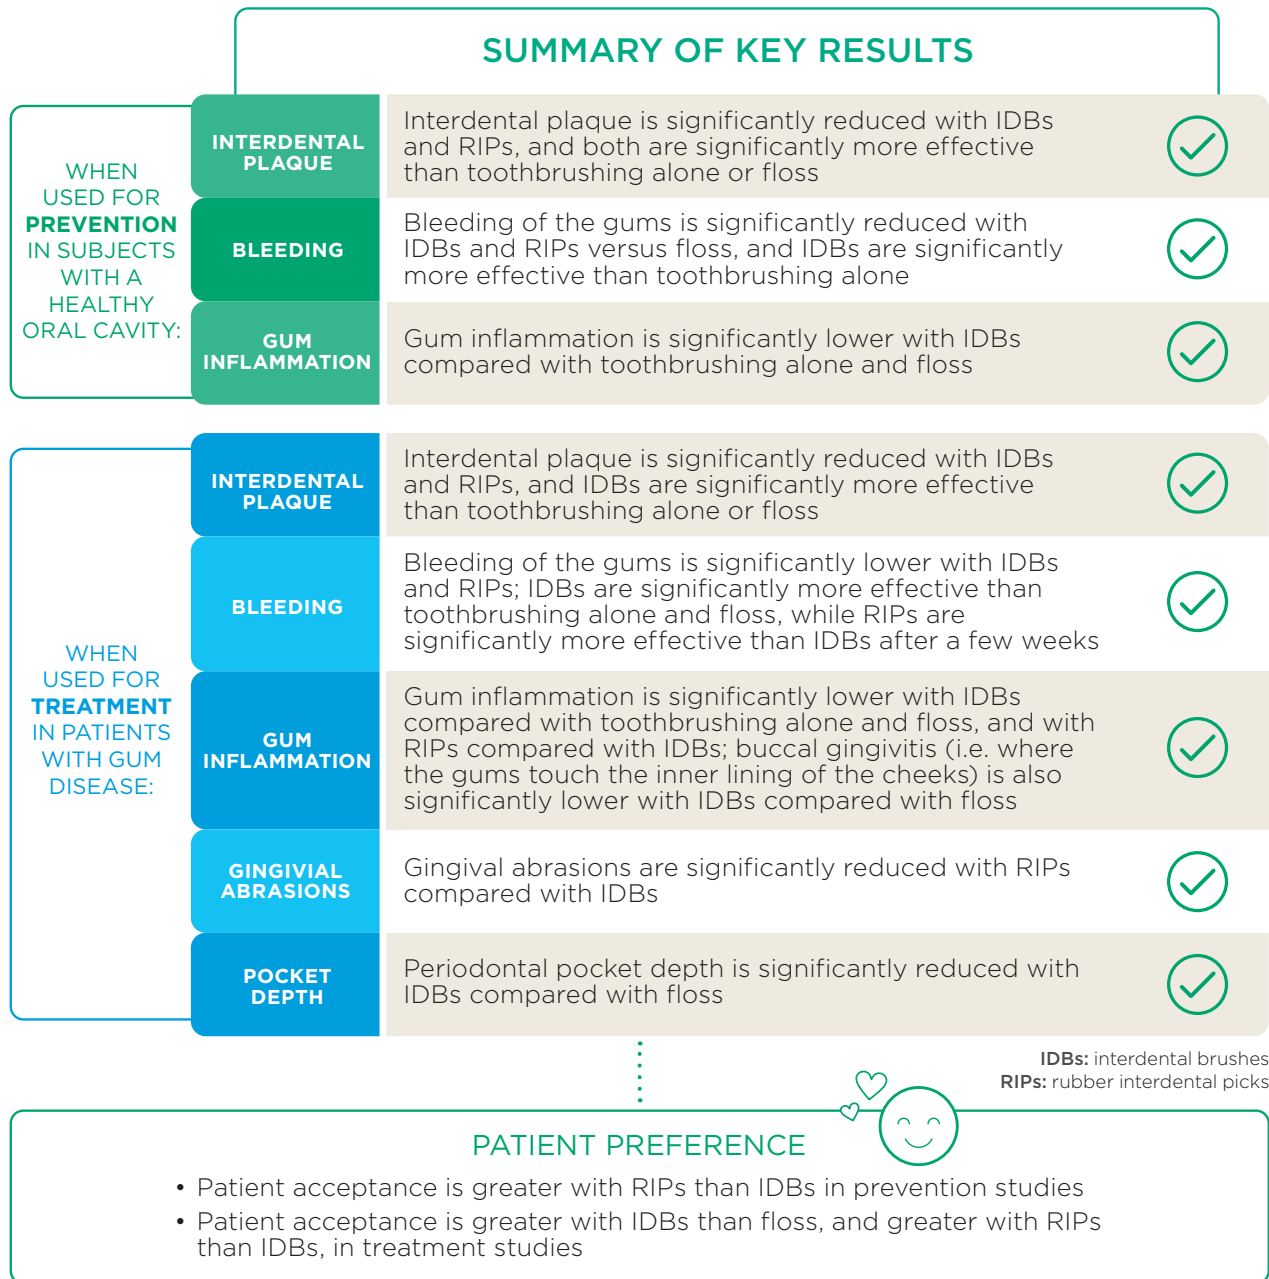 SUMMARY OF KEY RESULTS
WHEN
USED FOR
PREVENTION
IN SUBJECTS
WITH A
HEALTHY
ORAL CAVITY:
INTERDENTAL
PLAQUE
Interdental plaque is significantly reduced with IDBs
and RIPs, and both are significantly more effective
than toothbrushing alone or floss
BLEEDING
Bleeding of the gums is significantly reduced with
IDBs and RIPs versus floss, and IDBs are significantly
more effective than toothbrushing alone
GUM
INFLAMMATION
Gum inflammation is significantly lower with IDBs
compared with toothbrushing alone and floss
WHEN
USED FOR
TREATMENT
IN PATIENTS
WITH GUM
DISEASE:
INTERDENTAL
PLAQUE
Interdental plaque is significantly reduced with IDBs
and RIPs, and IDBs are significantly more effective
than toothbrushing alone or floss
BLEEDING
Bleeding of the gums is significantly lower with IDBs
and RIPs; IDBs are significantly more effective than
toothbrushing alone and floss, while RIPs are
significantly more effective than IDBs after a few weeks
GUM
INFLAMMATION
Gum inflammation is significantly lower with IDBs
compared with toothbrushing alone and floss, and with
RIPs compared with IDBs; buccal gingivitis (i.e. where
the gums touch the inner lining of the cheeks) is also
significantly lower with IDBs compared with floss
GINGIVIAL
ABRASIONS
Gingival abrasions are significantly reduced with RIPs
compared with IDBs
POCKET
DEPTH
Periodontal pocket depth is significantly reduced with
IDBs compared with floss
IDBs: interdental brushes
RIPs: rubber interdental picks
PATIENT PREFERENCE
• Patient acceptance is greater with RIPs than IDBs in prevention studies
• Patient acceptance is greater with IDBs than floss, and greater with RIPs
than IDBs, in treatment studies